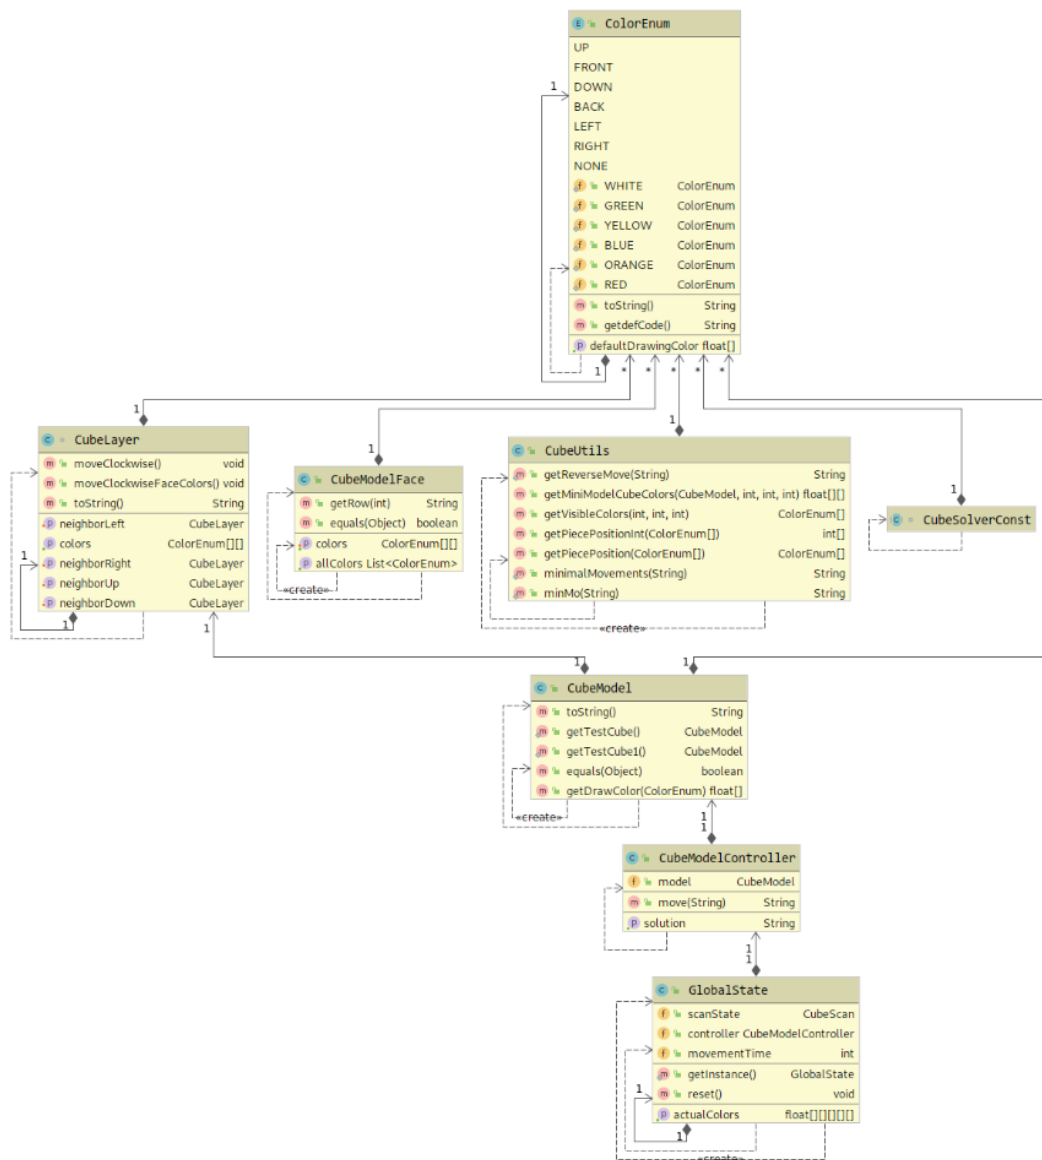 E ColorEnum
UP
FRONT
DOWN
BACK
LEFT
RIGHT
NONE
f WHITE ColorEnum
f GREEN ColorEnum
f YELLOW ColorEnum
f BLUE ColorEnum
f ORANGE ColorEnum
f RED ColorEnum
m toString() String
m getdefCode() String
p defaultDrawingColor float[]
1
1
* * * * *
1
C CubeLayer
m moveClockwise() void
m moveClockwiseFaceColors() void
m toString() String
p neighborLeft CubeLayer
p colors ColorEnum[][]
p neighborRight CubeLayer
p neighborUp CubeLayer
p neighborDown CubeLayer
1
1
1
1
C CubeModelFace
m getRow(int) String
m equals(Object) boolean
p colors ColorEnum[][]
p allColors List<ColorEnum>
«create»
1
C CubeUtils
m getReverseMove(String) String
m getMiniModelCubeColors(CubeModel, int, int, int) float[][]
m getVisibleColors(int, int, int) ColorEnum[]
m getPiecePositionInt(ColorEnum[]) int[]
m getPiecePosition(ColorEnum[]) ColorEnum[]
m minimalMovements(String) String
m minMo(String) String
«create»
1
C CubeSolverConst
1 1
C CubeModel
m toString() String
m getTestCube() CubeModel
m getTestCube1() CubeModel
m equals(Object) boolean
m getDrawColor(ColorEnum) float[]
«create»
1
1
C CubeModelController
f model CubeModel
m move(String) String
p solution String
1
1
C GlobalState
f scanState CubeScan
f controller CubeModelController
f movementTime int
m getInstance() GlobalState
m reset() void
p actualColors float[][][][][]
1
1
«create»